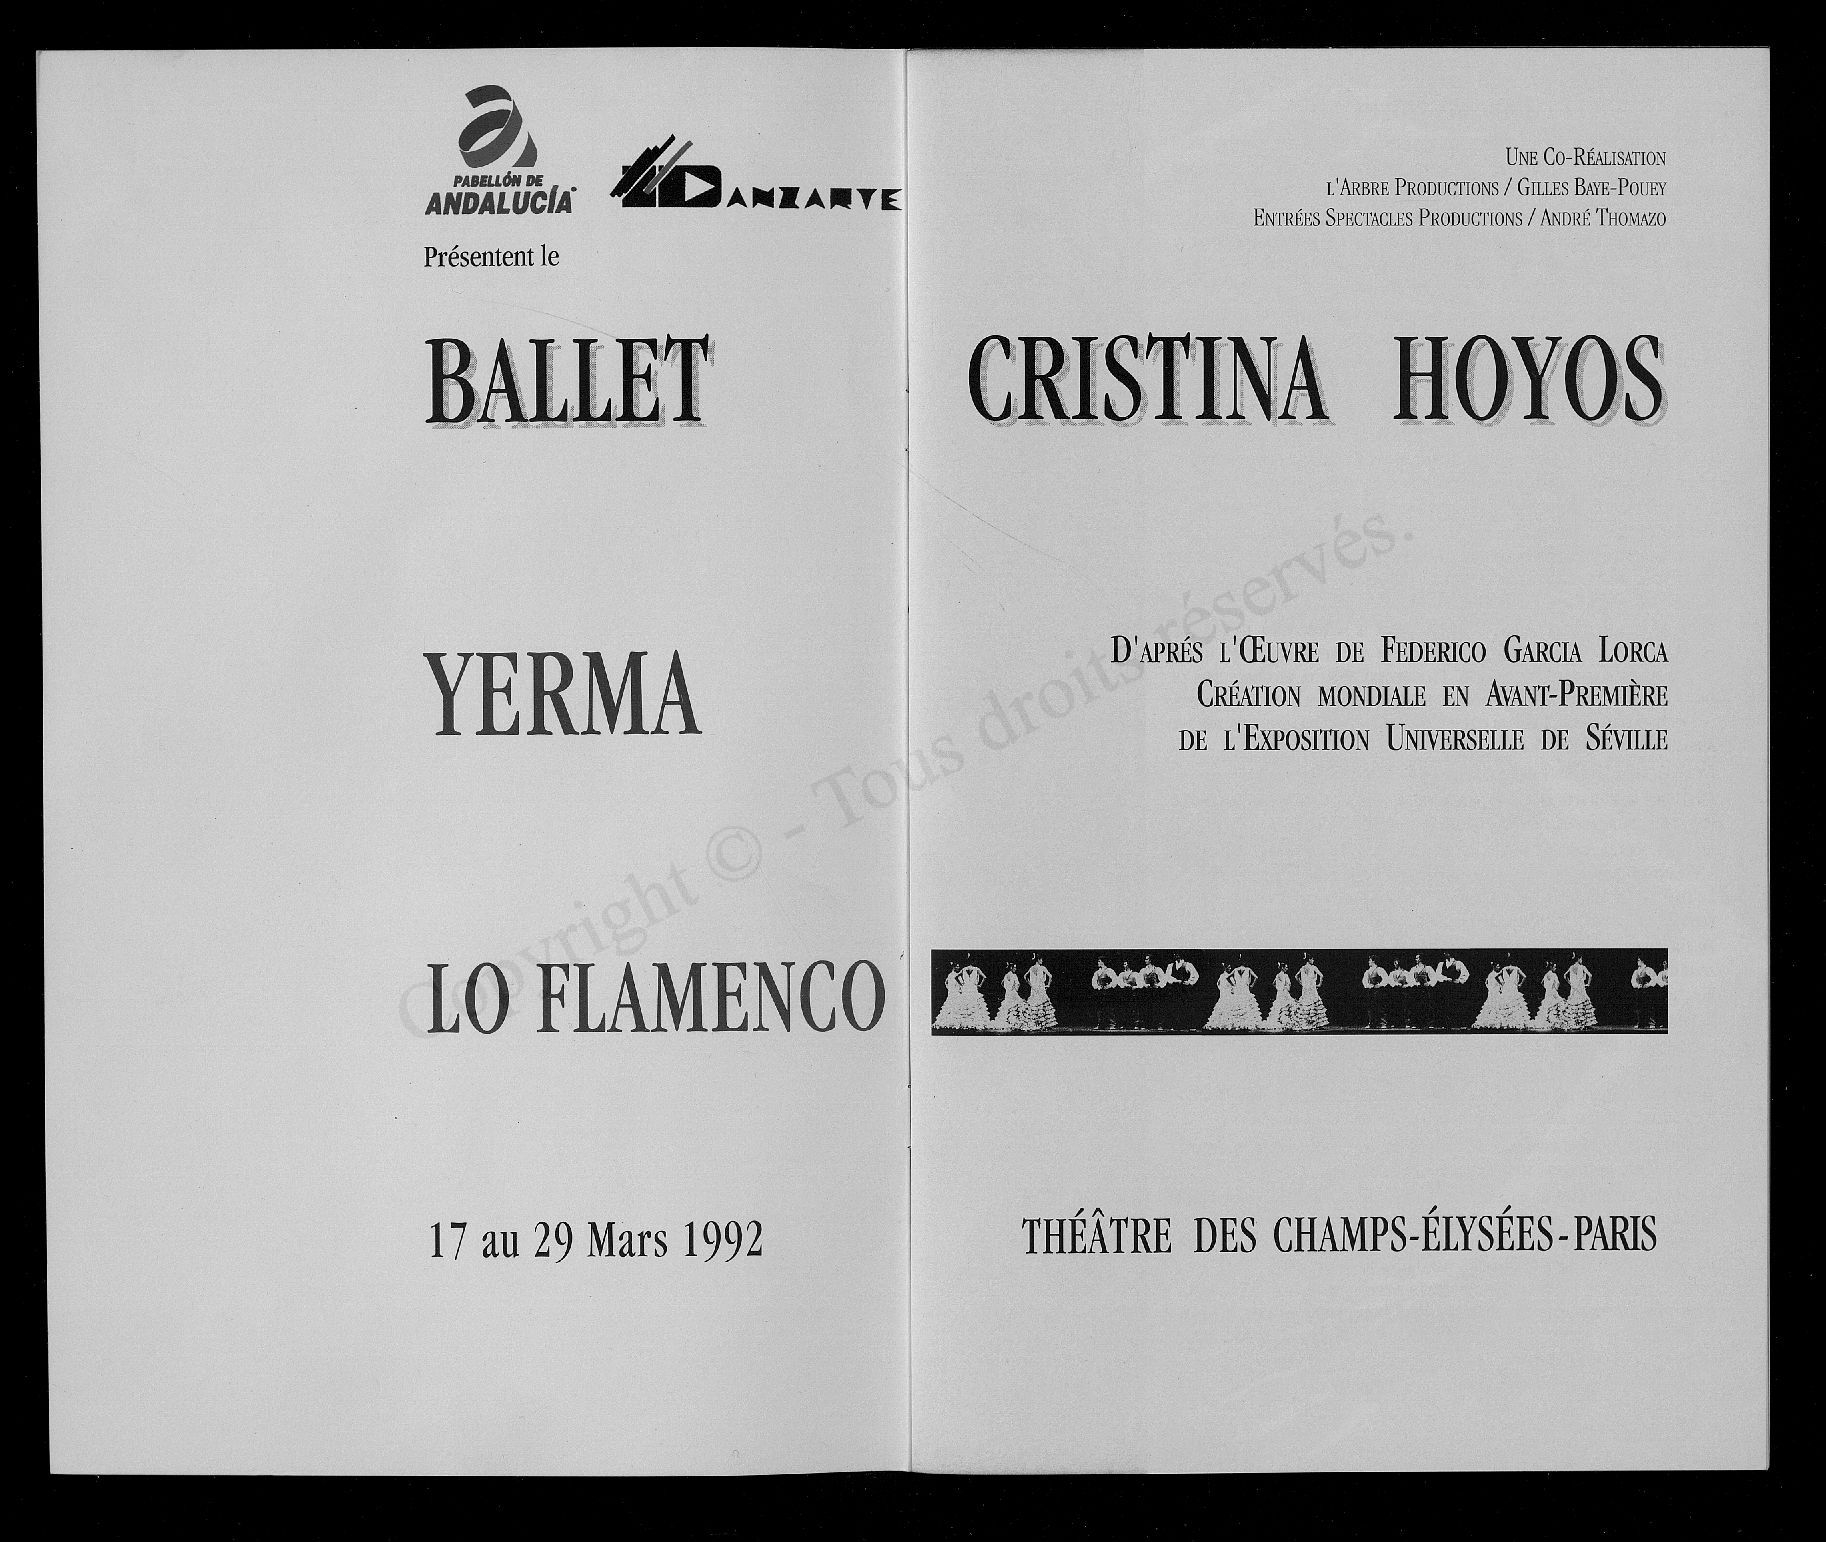 PABELLÓN DE
ANDALUCÍA
DANZARTE
Présentent le
BALLET
YERMA
LO FLAMENCO
17 au 29 Mars 1992
UNE CO-RÉALISATION
L'ARBRE PRODUCTIONS / GILLES BAYE-POUEY
ENTRÉES SPECTACLES PRODUCTIONS / ANDRÉ THOMAZO
CRISTINA HOYOS
D'APRÉS L'ŒUVRE DE FEDERICO GARCIA LORCA
CRÉATION MONDIALE EN AVANT-PREMIÈRE
DE L'EXPOSITION UNIVERSELLE DE SÉVILLE
THÉÂTRE DES CHAMPS-ÉLYSÉES-PARIS
Copyright © - Tous droits réservés.